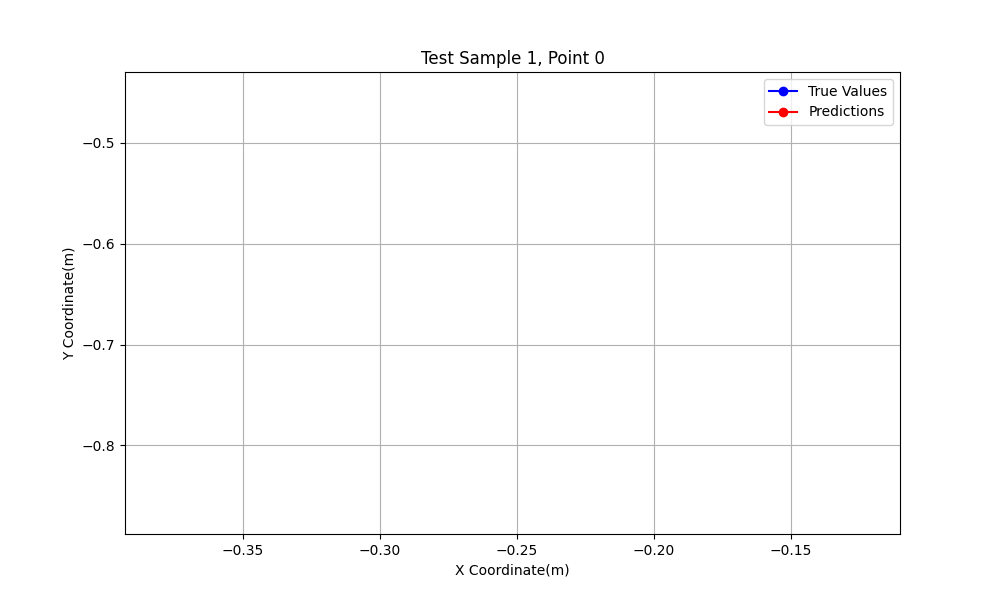 Test Sample 1, Point 0
True Values
Predictions
−0.5
−0.6
−0.7
−0.8
Y Coordinate(m)
−0.35 −0.30 −0.25 −0.20 −0.15
X Coordinate(m)